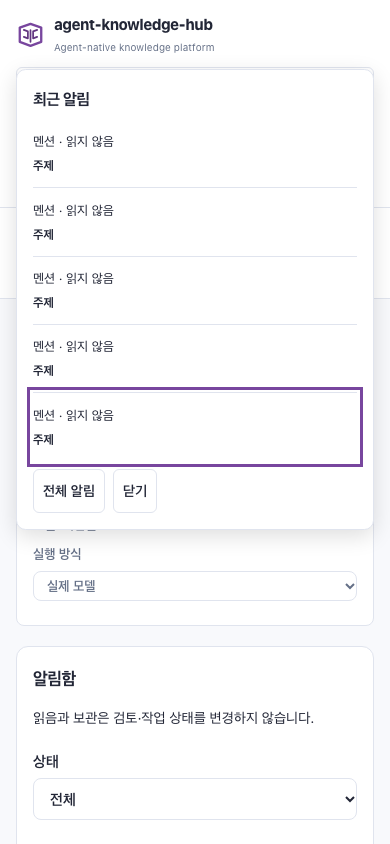 agent-knowledge-hub
Agent-native knowledge platform
최근 알림
멘션 · 읽지 않음
주제
멘션 · 읽지 않음
주제
멘션 · 읽지 않음
주제
멘션 · 읽지 않음
주제
멘션 · 읽지 않음
주제
전체 알림 닫기
실행 방식
실제 모델
알림함
읽음과 보관은 검토·작업 상태를 변경하지 않습니다.
상태
전체